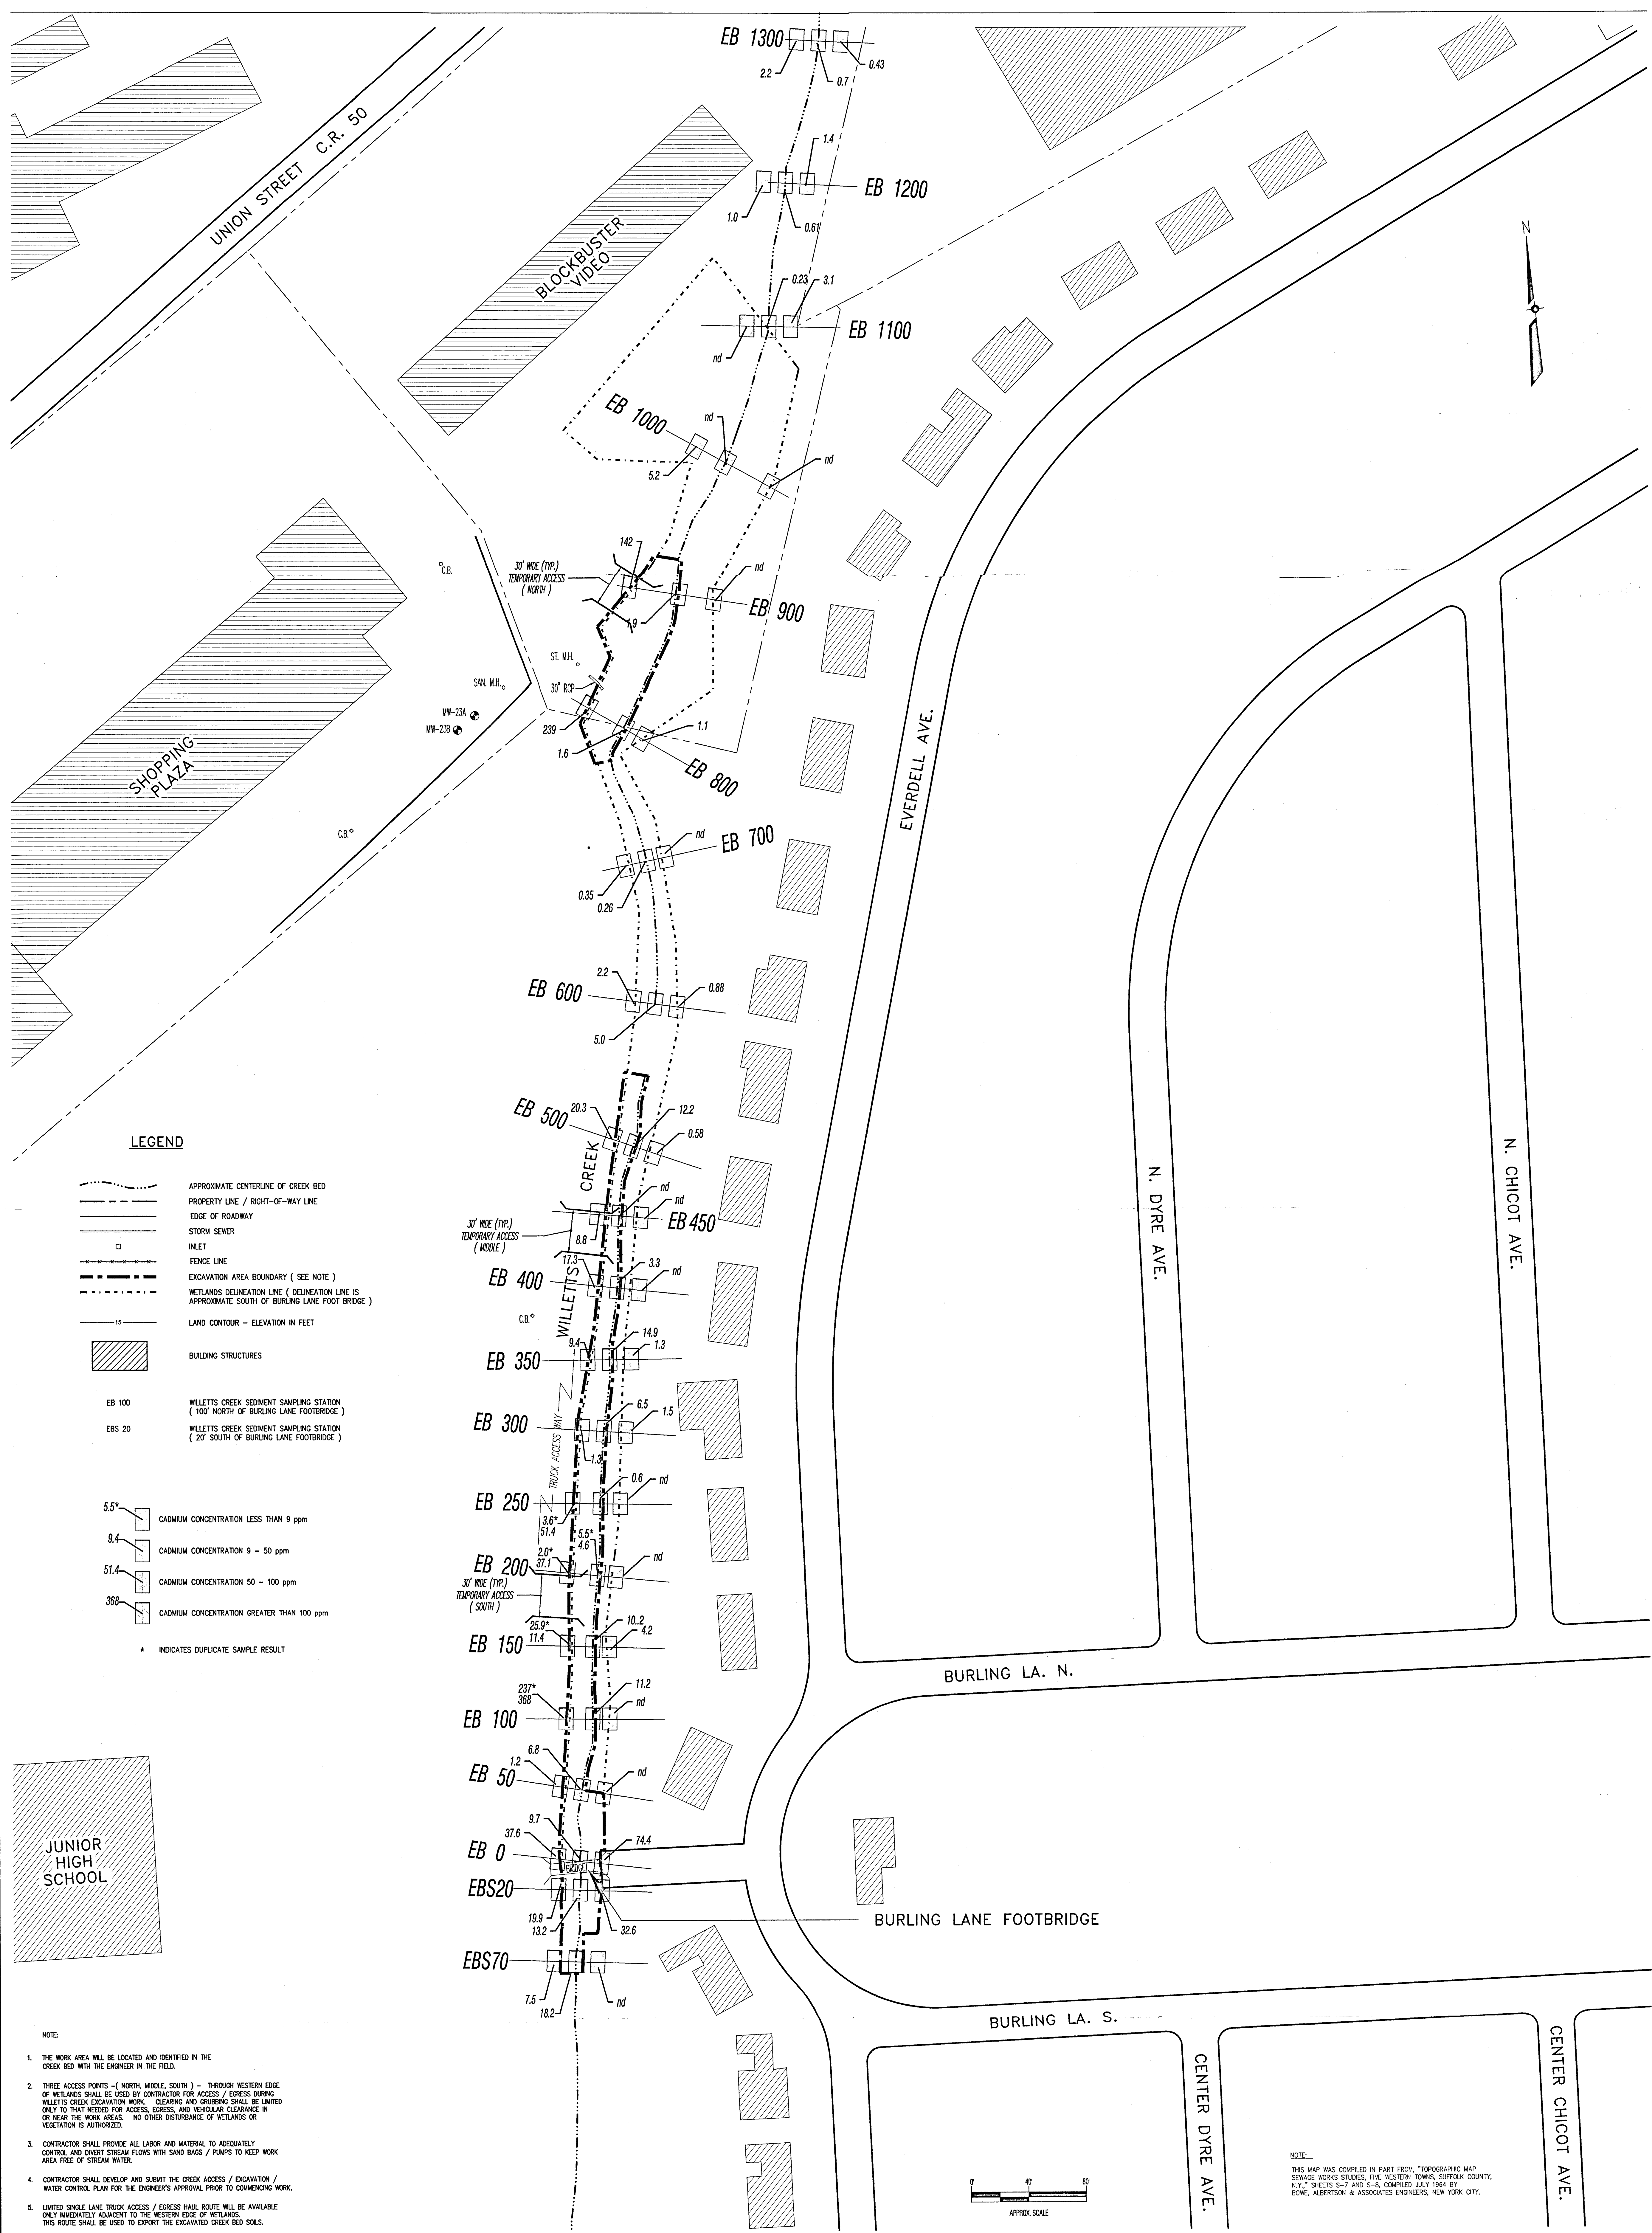 EB 1300
2.2
0.7
0.43
UNION STREET C.R. 50
1.4
EB 1200
1.0
0.61
BLOCKBUSTER
VIDEO
N
0.23
3.1
EB 1100
nd
EB 1000
nd
5.2
nd
142
30' WIDE (TYP.)
TEMPORARY ACCESS
( NORTH )
C.B.
nd
EB 900
1.9
ST. M.H.
SAN. M.H.
30" RCP
MW-23A
MW-23B
239
1.6
1.1
EB 800
SHOPPING
PLAZA
EVERDELL AVE.
C.B.
nd
EB 700
0.35
0.26
2.2
EB 600
0.88
5.0
EB 500
20.3
12.2
0.58
WILLETTS CREEK
nd
nd
EB 450
30' WIDE (TYP.)
TEMPORARY ACCESS
( MIDDLE )
8.8
17.3
3.3
nd
EB 400
C.B.
9.4
14.9
1.3
EB 350
6.5
1.5
EB 300
1.3
TRUCK ACCESS WAY
0.6
nd
EB 250
3.6*
51.4
5.5*
4.6
2.0*
37.1
nd
EB 200
30' WIDE (TYP.)
TEMPORARY ACCESS
( SOUTH )
25.9*
11.4
10.2
4.2
EB 150
237*
368
11.2
nd
EB 100
6.8
1.2
nd
EB 50
9.7
37.6
74.4
EB 0
BRIDGE
EBS20
19.9
13.2
32.6
BURLING LANE FOOTBRIDGE
EBS70
7.5
18.2
nd
N. DYRE AVE.
N. CHICOT AVE.
BURLING LA. N.
BURLING LA. S.
CENTER DYRE AVE.
CENTER CHICOT AVE.
JUNIOR
HIGH
SCHOOL
LEGEND
APPROXIMATE CENTERLINE OF CREEK BED
PROPERTY LINE / RIGHT-OF-WAY LINE
EDGE OF ROADWAY
STORM SEWER
INLET
FENCE LINE
EXCAVATION AREA BOUNDARY ( SEE NOTE )
WETLANDS DELINEATION LINE ( DELINEATION LINE IS
APPROXIMATE SOUTH OF BURLING LANE FOOT BRIDGE )
15 LAND CONTOUR - ELEVATION IN FEET
BUILDING STRUCTURES
EB 100 WILLETTS CREEK SEDIMENT SAMPLING STATION
( 100' NORTH OF BURLING LANE FOOTBRIDGE )
EBS 20 WILLETTS CREEK SEDIMENT SAMPLING STATION
( 20' SOUTH OF BURLING LANE FOOTBRIDGE )
5.5* CADMIUM CONCENTRATION LESS THAN 9 ppm
9.4 CADMIUM CONCENTRATION 9 - 50 ppm
51.4 CADMIUM CONCENTRATION 50 - 100 ppm
368 CADMIUM CONCENTRATION GREATER THAN 100 ppm
* INDICATES DUPLICATE SAMPLE RESULT
NOTE:
1. THE WORK AREA WILL BE LOCATED AND IDENTIFIED IN THE
CREEK BED WITH THE ENGINEER IN THE FIELD.
2. THREE ACCESS POINTS -( NORTH, MIDDLE, SOUTH ) - THROUGH WESTERN EDGE
OF WETLANDS SHALL BE USED BY CONTRACTOR FOR ACCESS / EGRESS DURING
WILLETTS CREEK EXCAVATION WORK. CLEARING AND GRUBBING SHALL BE LIMITED
ONLY TO THAT NEEDED FOR ACCESS, EGRESS, AND VEHICULAR CLEARANCE IN
OR NEAR THE WORK AREAS. NO OTHER DISTURBANCE OF WETLANDS OR
VEGETATION IS AUTHORIZED.
3. CONTRACTOR SHALL PROVIDE ALL LABOR AND MATERIAL TO ADEQUATELY
CONTROL AND DIVERT STREAM FLOWS WITH SAND BAGS / PUMPS TO KEEP WORK
AREA FREE OF STREAM WATER.
4. CONTRACTOR SHALL DEVELOP AND SUBMIT THE CREEK ACCESS / EXCAVATION /
WATER CONTROL PLAN FOR THE ENGINEER'S APPROVAL PRIOR TO COMMENCING WORK.
5. LIMITED SINGLE LANE TRUCK ACCESS / EGRESS HAUL ROUTE WILL BE AVAILABLE
ONLY IMMEDIATELY ADJACENT TO THE WESTERN EDGE OF WETLANDS.
THIS ROUTE SHALL BE USED TO EXPORT THE EXCAVATED CREEK BED SOILS.
0' 40' 80'
APPROX. SCALE
NOTE:
THIS MAP WAS COMPILED IN PART FROM, "TOPOGRAPHIC MAP
SEWAGE WORKS STUDIES, FIVE WESTERN TOWNS, SUFFOLK COUNTY,
N.Y.," SHEETS S-7 AND S-8, COMPILED JULY 1964 BY
BOWE, ALBERTSON & ASSOCIATES ENGINEERS, NEW YORK CITY.